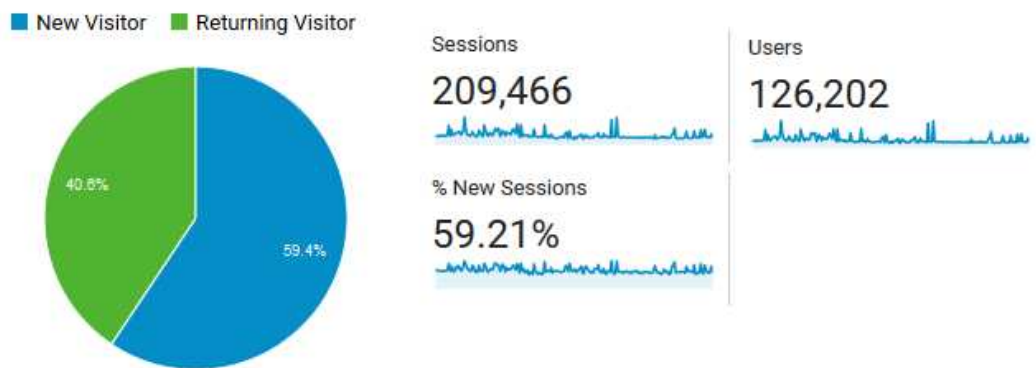 New Visitor Returning Visitor
Sessions
209,466
Users
126,202
% New Sessions
59.21%
40.6%
59.4%